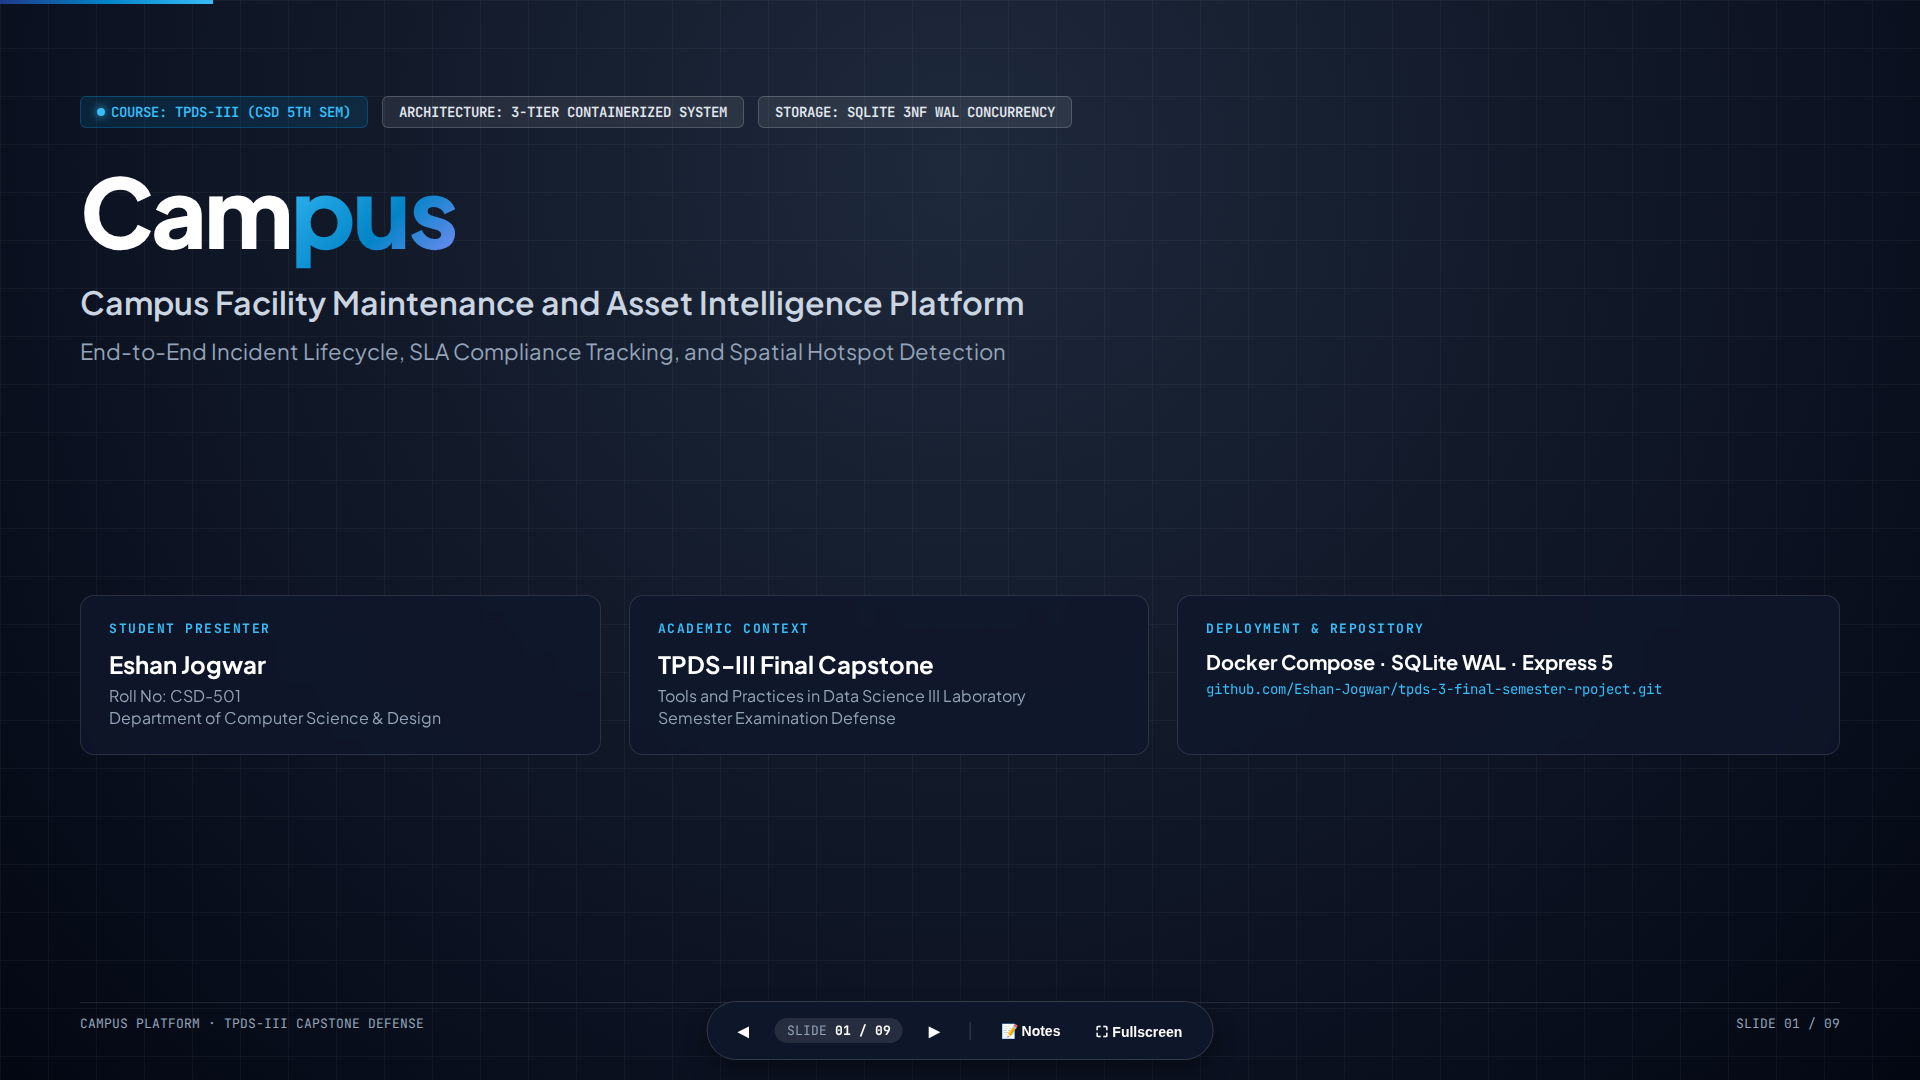 COURSE: TPDS-III (CSD 5TH SEM)
ARCHITECTURE: 3-TIER CONTAINERIZED SYSTEM
STORAGE: SQLITE 3NF WAL CONCURRENCY
Campus
Campus Facility Maintenance and Asset Intelligence Platform
End-to-End Incident Lifecycle, SLA Compliance Tracking, and Spatial Hotspot Detection
STUDENT PRESENTER
Eshan Jogwar
Roll No: CSD-501
Department of Computer Science & Design
ACADEMIC CONTEXT
TPDS-III Final Capstone
Tools and Practices in Data Science III Laboratory
Semester Examination Defense
DEPLOYMENT & REPOSITORY
Docker Compose · SQLite WAL · Express 5
github.com/Eshan-Jogwar/tpds-3-final-semester-rpoject.git
CAMPUS PLATFORM · TPDS-III CAPSTONE DEFENSE
◀ SLIDE 01 / 09 ▶ 📝 Notes ⛶ Fullscreen
SLIDE 01 / 09